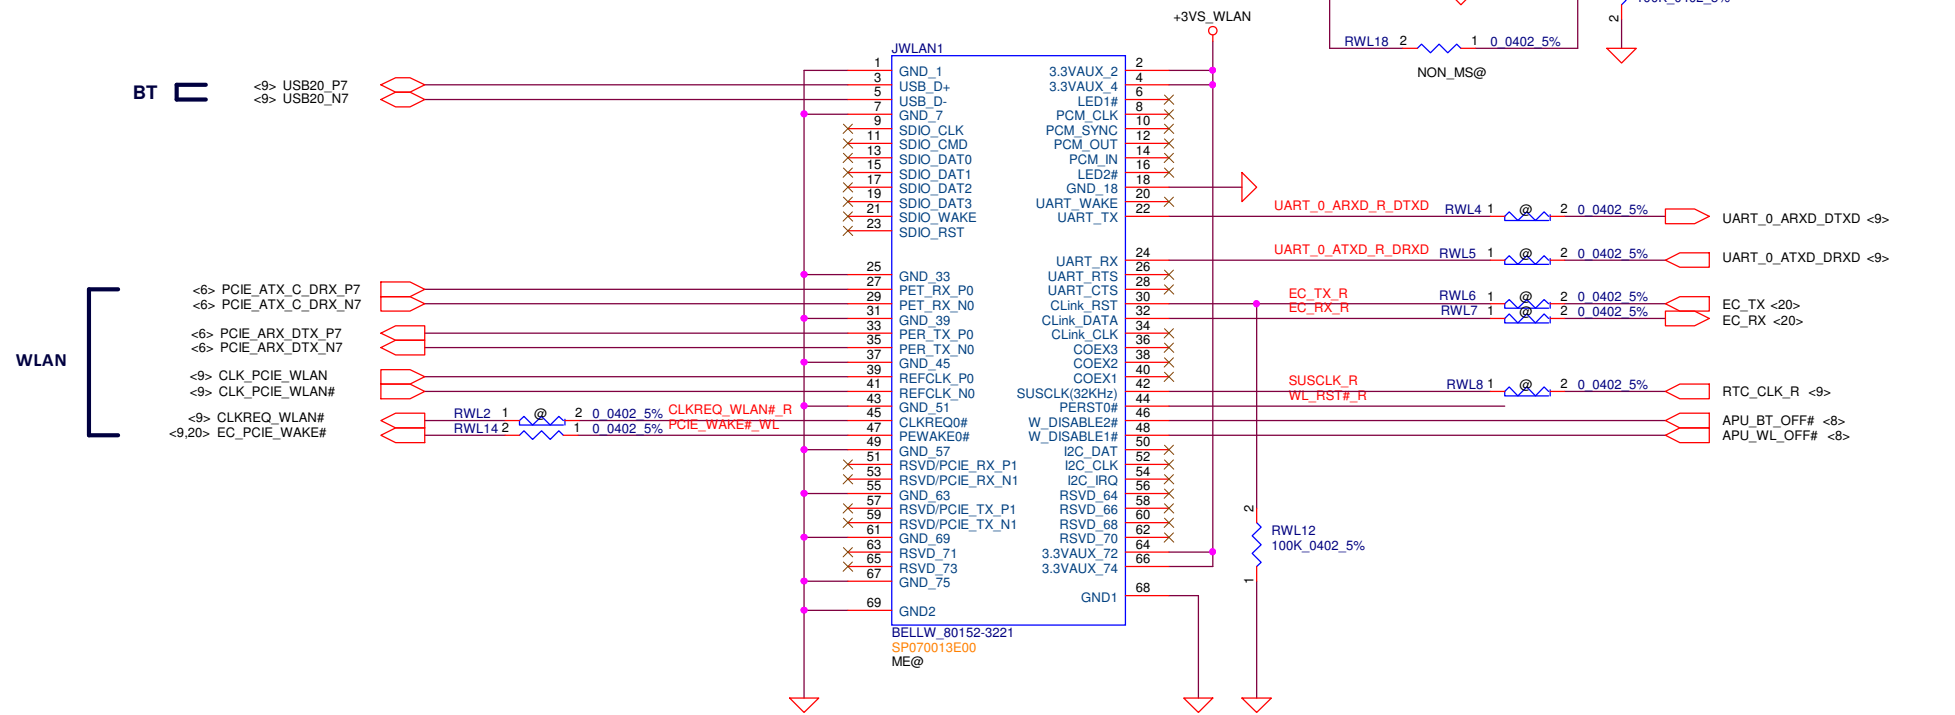 100K_0402_5%
2
+3VS_WLAN
RWL18 2 1 0_0402_5%
NON_MS@
JWLAN1
BT
<9> USB20_P7
<9> USB20_N7
1 GND_1
3 USB_D+
5 USB_D-
7 GND_7
9 SDIO_CLK
11 SDIO_CMD
13 SDIO_DAT0
15 SDIO_DAT1
17 SDIO_DAT2
19 SDIO_DAT3
21 SDIO_WAKE
23 SDIO_RST
25 GND_33
27 PET_RX_P0
29 PET_RX_N0
31 GND_39
33 PER_TX_P0
35 PER_TX_N0
37 GND_45
39 REFCLK_P0
41 REFCLK_N0
43 GND_51
45 CLKREQ0#
47 PEWAKE0#
49 GND_57
51 RSVD/PCIE_RX_P1
53 RSVD/PCIE_RX_N1
55 GND_63
57 RSVD/PCIE_TX_P1
59 RSVD/PCIE_TX_N1
61 GND_69
63 RSVD_71
65 RSVD_73
67 GND_75
69 GND2
3.3VAUX_2 2
3.3VAUX_4 4
LED1# 6
PCM_CLK 8
PCM_SYNC 10
PCM_OUT 12
PCM_IN 14
LED2# 16
GND_18 18
UART_WAKE 20
UART_TX 22
UART_RX 24
UART_RTS 26
UART_CTS 28
CLink_RST 30
CLink_DATA 32
CLink_CLK 34
COEX3 36
COEX2 38
COEX1 40
SUSCLK(32KHz) 42
PERST0# 44
W_DISABLE2# 46
W_DISABLE1# 48
I2C_DAT 50
I2C_CLK 52
I2C_IRQ 54
RSVD_64 56
RSVD_66 58
RSVD_68 60
RSVD_70 62
3.3VAUX_72 64
3.3VAUX_74 66
GND1 68
BELLW_80152-3221
SP070013E00
ME@
WLAN
<6> PCIE_ATX_C_DRX_P7
<6> PCIE_ATX_C_DRX_N7
<6> PCIE_ARX_DTX_P7
<6> PCIE_ARX_DTX_N7
<9> CLK_PCIE_WLAN
<9> CLK_PCIE_WLAN#
<9> CLKREQ_WLAN# RWL2 1 @ 2 0_0402_5% CLKREQ_WLAN#_R
<9,20> EC_PCIE_WAKE# RWL14 2 1 0_0402_5% PCIE_WAKE#_WL
UART_0_ARXD_R_DTXD RWL4 1 @ 2 0_0402_5% UART_0_ARXD_DTXD <9>
UART_0_ATXD_R_DRXD RWL5 1 @ 2 0_0402_5% UART_0_ATXD_DRXD <9>
EC_TX_R RWL6 1 @ 2 0_0402_5% EC_TX <20>
EC_RX_R RWL7 1 @ 2 0_0402_5% EC_RX <20>
SUSCLK_R RWL8 1 @ 2 0_0402_5% RTC_CLK_R <9>
WL_RST#_R
APU_BT_OFF# <8>
APU_WL_OFF# <8>
2
RWL12
100K_0402_5%
1